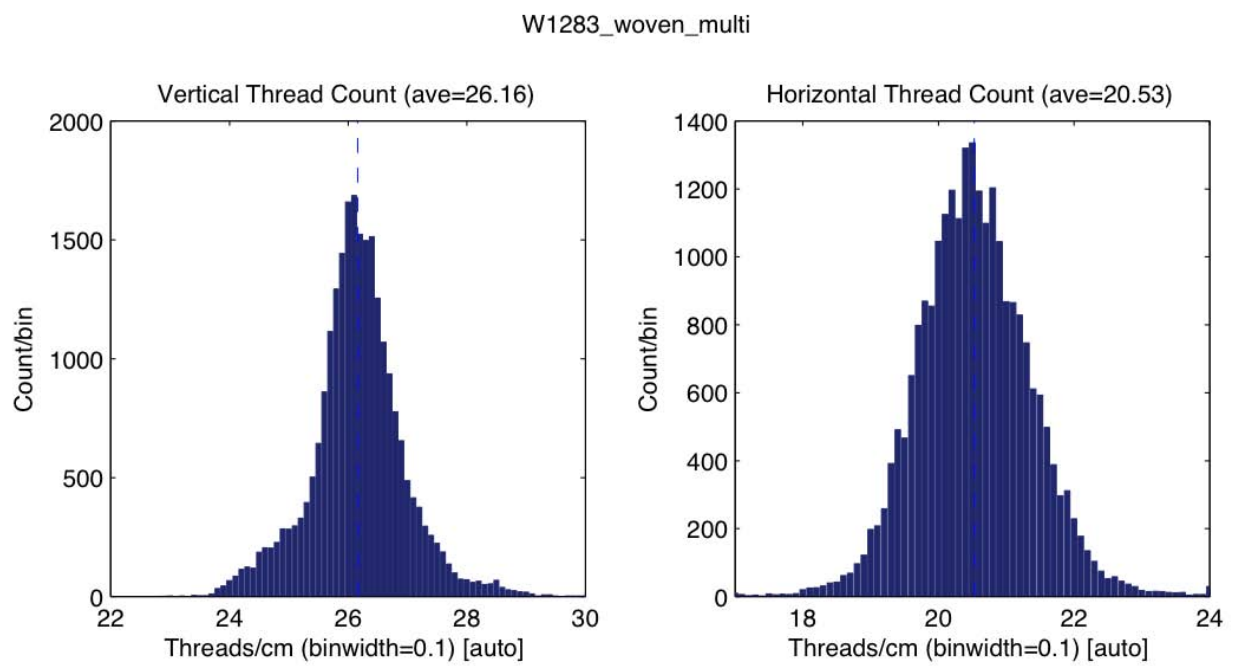 W1283_woven_multi
Vertical Thread Count (ave=26.16)
2000
1500
1000
500
0
Count/bin
22 24 26 28 30
Threads/cm (binwidth=0.1) [auto]
Horizontal Thread Count (ave=20.53)
1400
1200
1000
800
600
400
200
0
Count/bin
18 20 22 24
Threads/cm (binwidth=0.1) [auto]